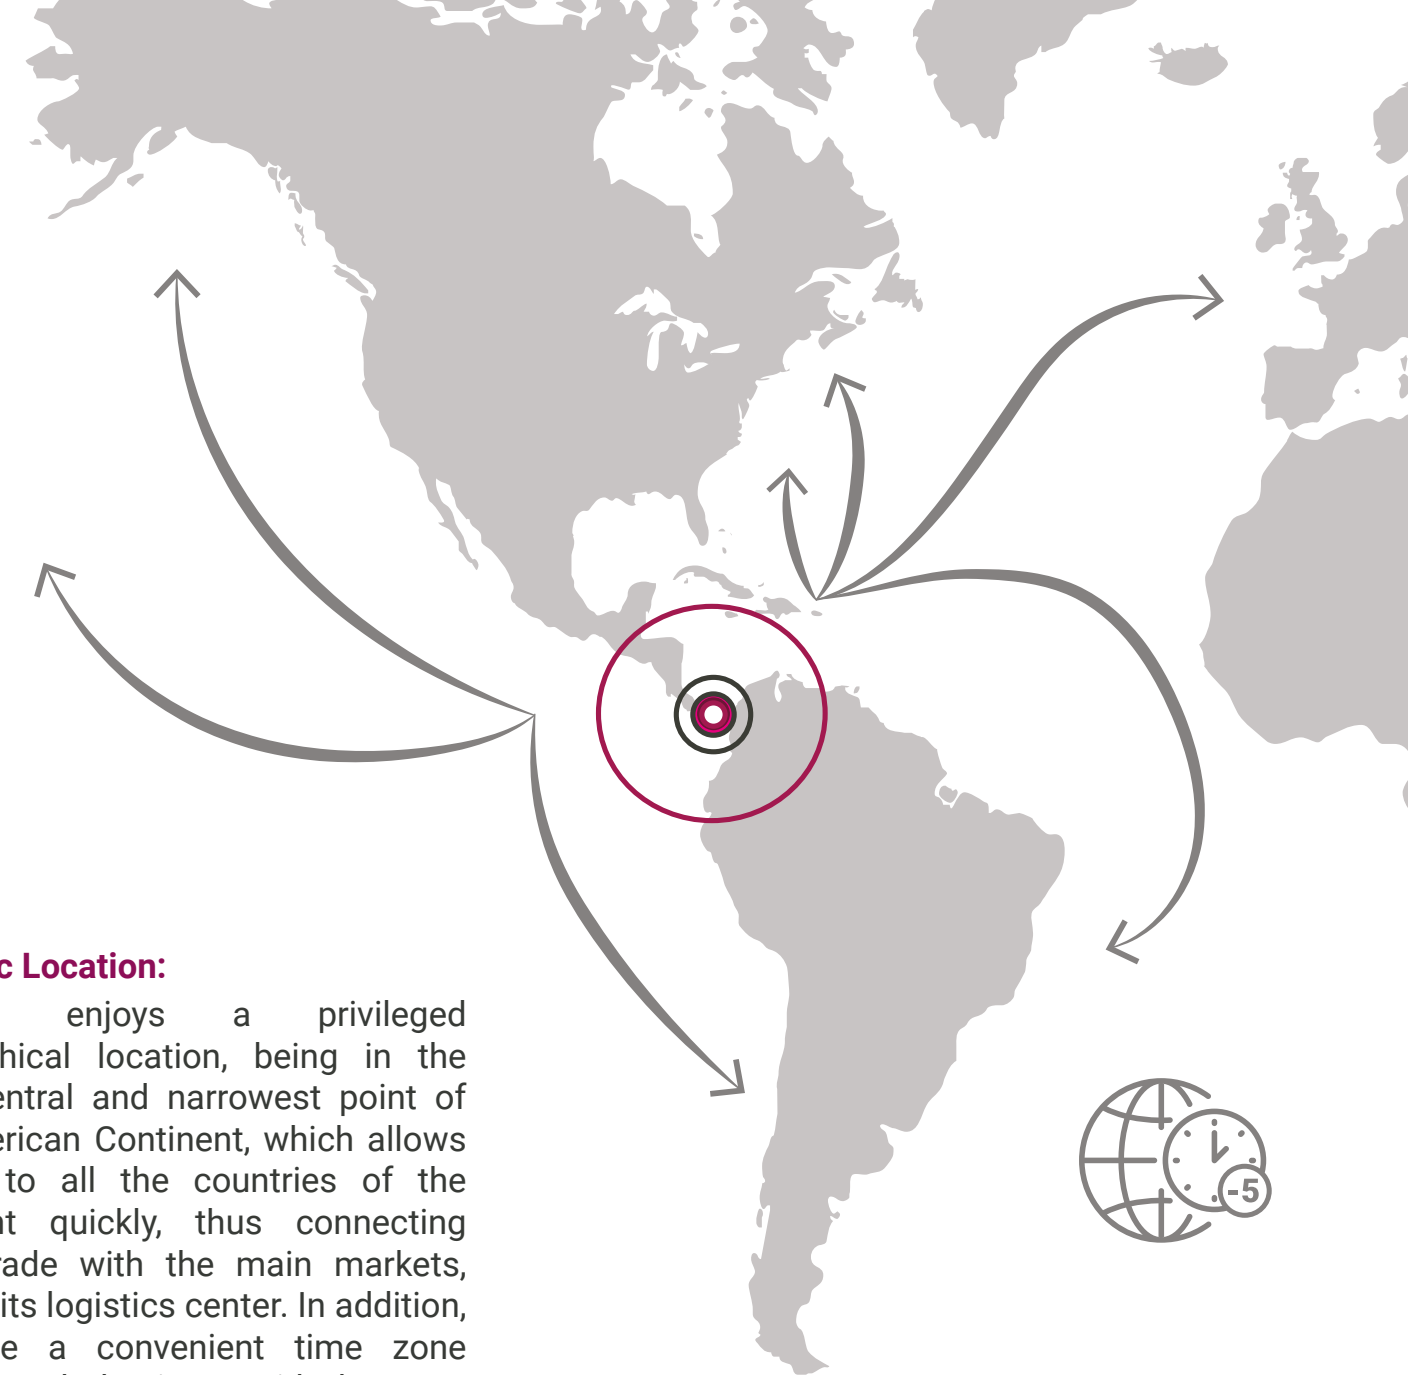 c Location:
enjoys a privileged
hical location, being in the
entral and narrowest point of
erican Continent, which allows
to all the countries of the
nt quickly, thus connecting
rade with the main markets,
its logistics center. In addition,
e a convenient time zone
-5